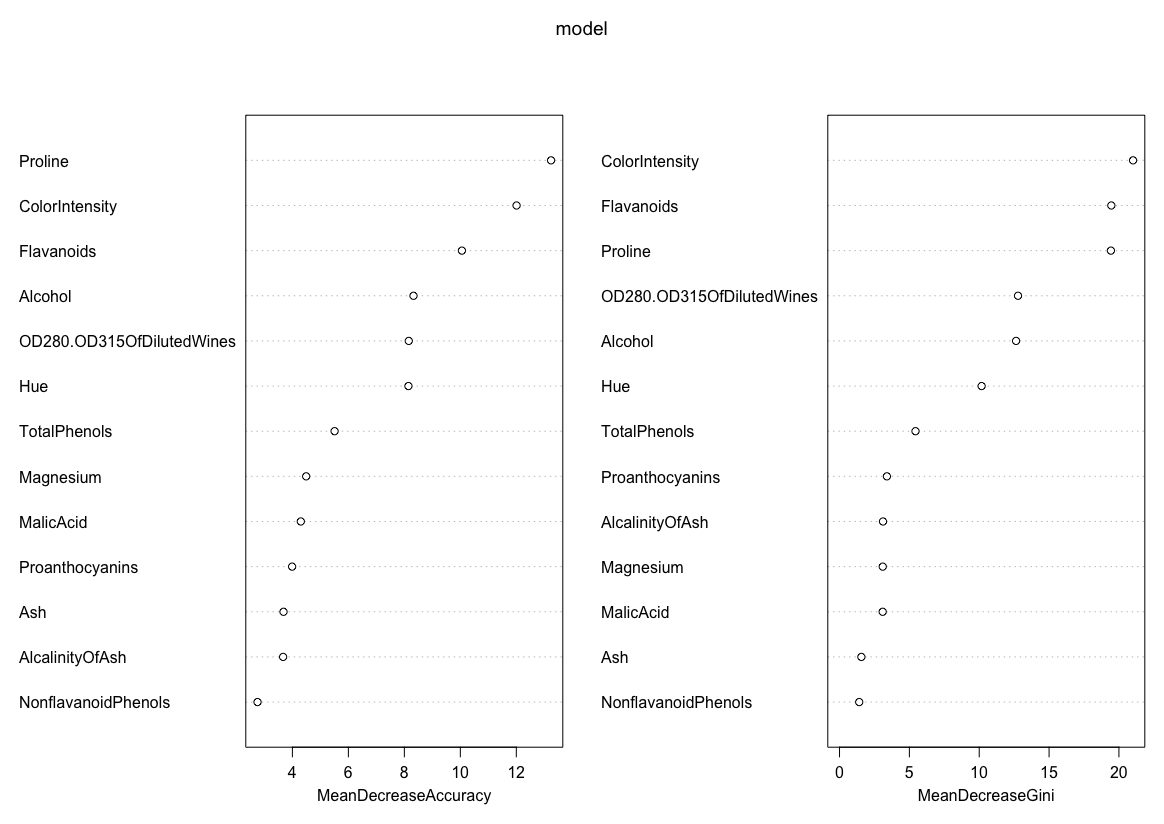 model
Proline
ColorIntensity
Flavanoids
Alcohol
OD280.OD315OfDilutedWines
Hue
TotalPhenols
Magnesium
MalicAcid
Proanthocyanins
Ash
AlcalinityOfAsh
NonflavanoidPhenols
4 6 8 10 12
MeanDecreaseAccuracy
ColorIntensity
Flavanoids
Proline
OD280.OD315OfDilutedWines
Alcohol
Hue
TotalPhenols
Proanthocyanins
AlcalinityOfAsh
Magnesium
MalicAcid
Ash
NonflavanoidPhenols
0 5 10 15 20
MeanDecreaseGini